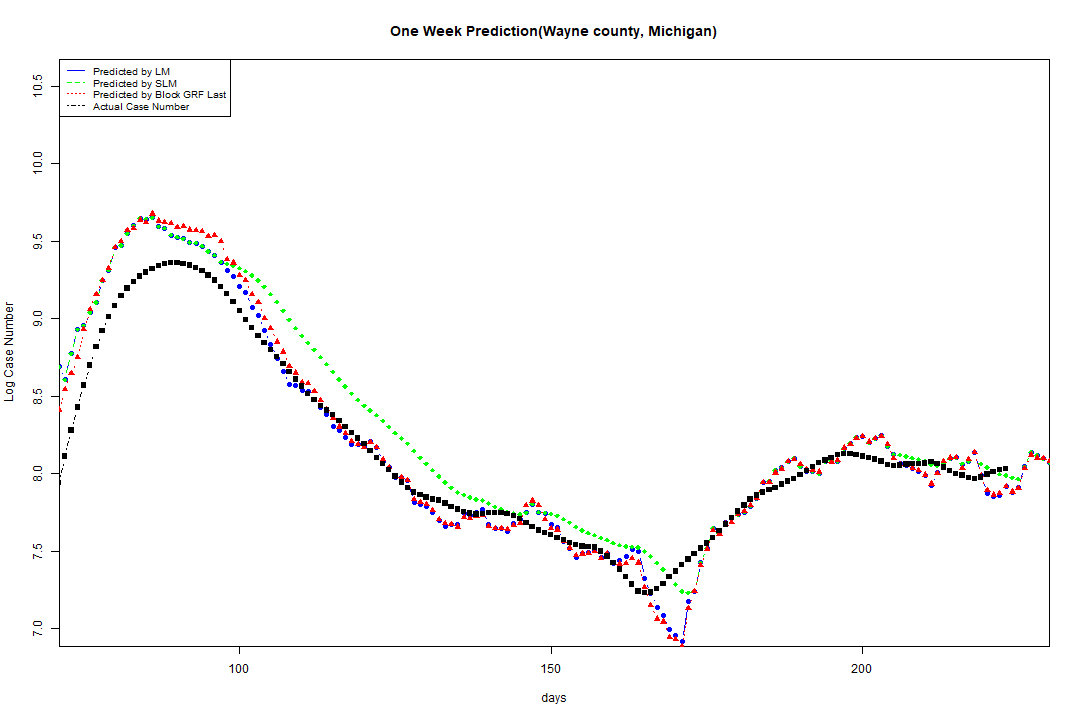 One Week Prediction(Wayne county, Michigan)
Predicted by LM
Predicted by SLM
Predicted by Block GRF Last
Actual Case Number
10.5
10.0
9.5
9.0
8.5
8.0
7.5
7.0
Log Case Number
100 150 200
days